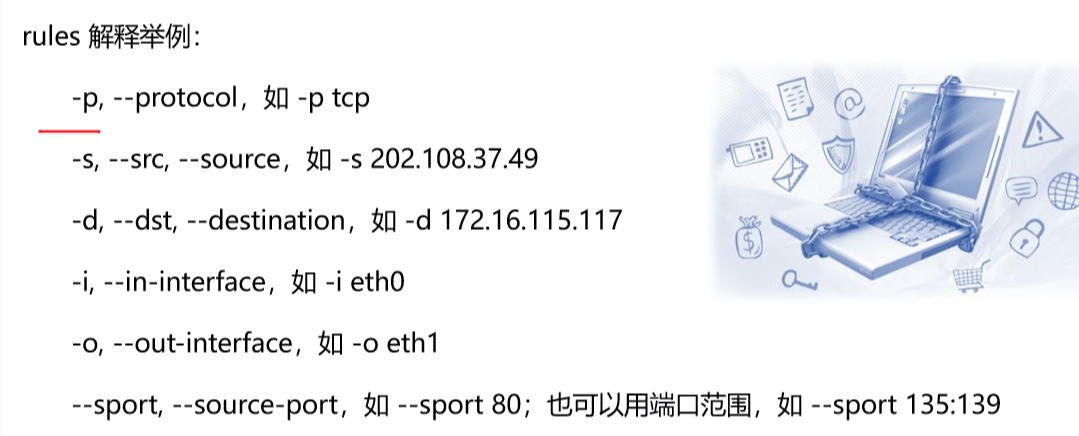 rules 解释举例：
-p, --protocol，如 -p tcp
-s, --src, --source，如 -s 202.108.37.49
-d, --dst, --destination，如 -d 172.16.115.117
-i, --in-interface，如 -i eth0
-o, --out-interface，如 -o eth1
--sport, --source-port，如 --sport 80；也可以用端口范围，如 --sport 135:139